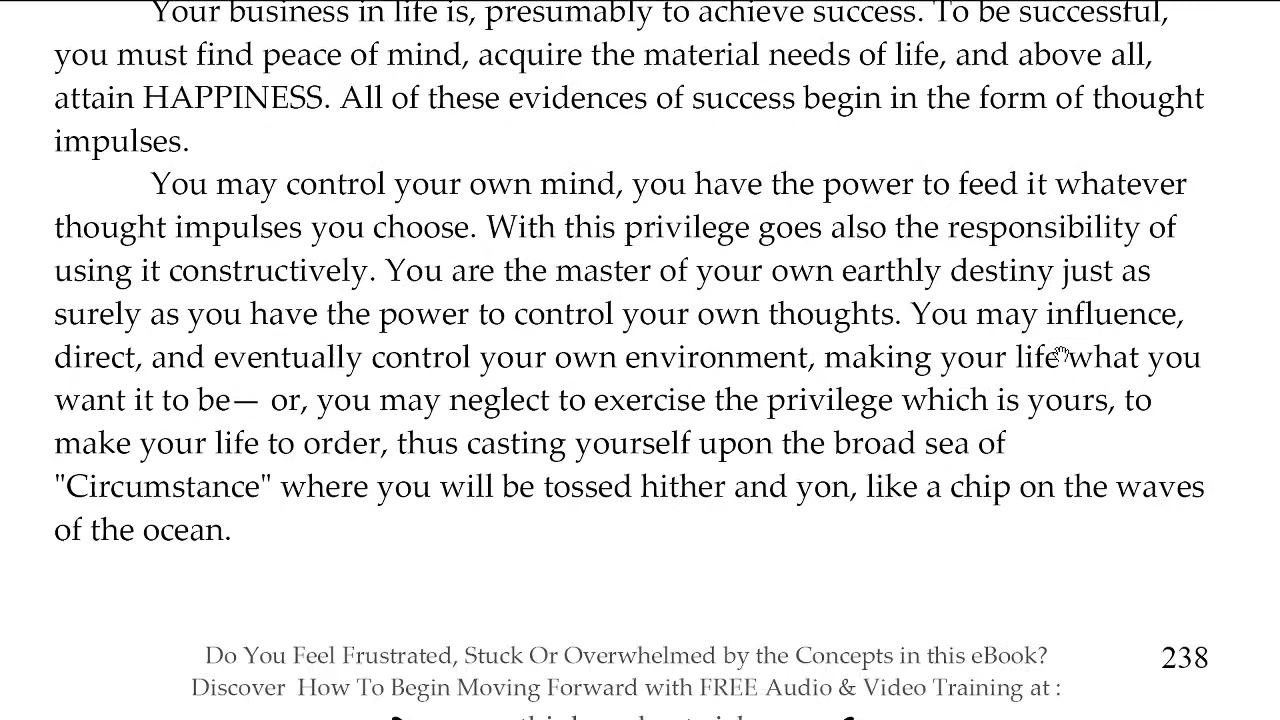 Your business in life is, presumably to achieve success. To be successful,
you must find peace of mind, acquire the material needs of life, and above all,
attain HAPPINESS. All of these evidences of success begin in the form of thought
impulses.
You may control your own mind, you have the power to feed it whatever
thought impulses you choose. With this privilege goes also the responsibility of
using it constructively. You are the master of your own earthly destiny just as
surely as you have the power to control your own thoughts. You may influence,
direct, and eventually control your own environment, making your life what you
want it to be— or, you may neglect to exercise the privilege which is yours, to
make your life to order, thus casting yourself upon the broad sea of
"Circumstance" where you will be tossed hither and yon, like a chip on the waves
of the ocean.
Do You Feel Frustrated, Stuck Or Overwhelmed by the Concepts in this eBook?
238
Discover How To Begin Moving Forward with FREE Audio & Video Training at :